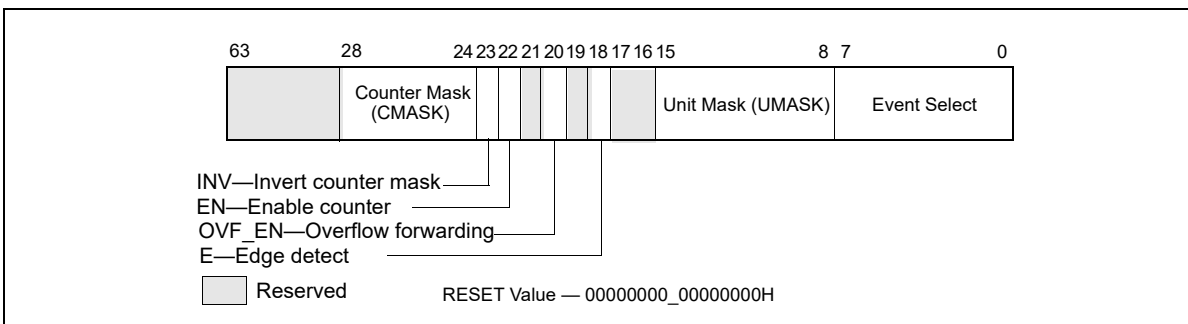 63 28 24 23 22 21 20 19 18 17 16 15 8 7 0
Counter Mask
(CMASK)
Unit Mask (UMASK)
Event Select
INV—Invert counter mask
EN—Enable counter
OVF_EN—Overflow forwarding
E—Edge detect
Reserved
RESET Value — 00000000_00000000H